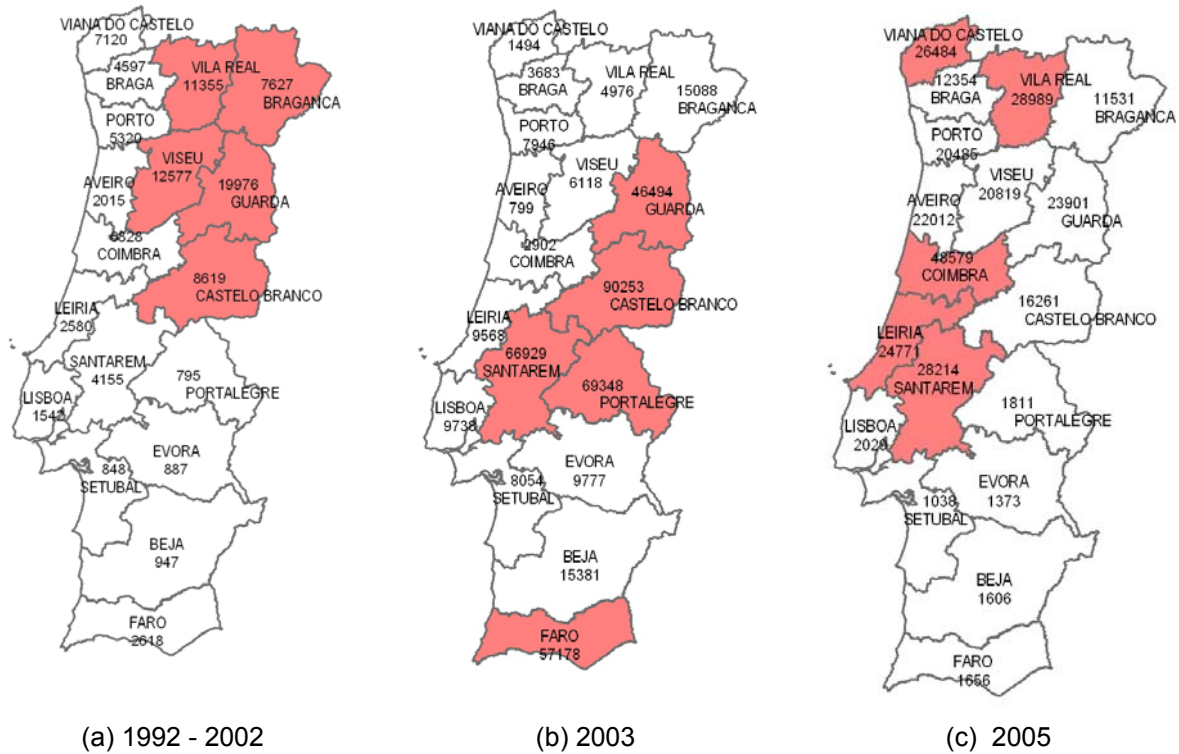 VIANA DO CASTELO
7120
4597
BRAGA
VILA REAL
11355
7627
BRAGANCA
PORTO
5320
VISEU
12577
AVEIRO
2015
19976
GUARDA
6828
COIMBRA
8619
CASTELO BRANCO
LEIRIA
2580
SANTAREM
4155
795
PORTALEGRE
LISBOA
1542
EVORA
887
848
SETUBAL
BEJA
947
FARO
2618
(a) 1992 - 2002
VIANA DO CASTELO
1494
3683
BRAGA
VILA REAL
4976
15088
BRAGANCA
PORTO
7946
VISEU
6118
AVEIRO
799
46494
GUARDA
2902
COIMBRA
90253
CASTELO BRANCO
LEIRIA
9568
66929
SANTAREM
69348
PORTALEGRE
LISBOA
9738
EVORA
9777
8054
SETUBAL
BEJA
15381
FARO
57178
(b) 2003
VIANA DO CASTELO
26484
12354
BRAGA
VILA REAL
28989
11531
BRAGANCA
PORTO
20485
VISEU
20819
AVEIRO
22012
23901
GUARDA
48579
COIMBRA
16261
CASTELO BRANCO
LEIRIA
24771
28214
SANTAREM
1811
PORTALEGRE
LISBOA
2029
EVORA
1373
1038
SETUBAL
BEJA
1606
FARO
1656
(c) 2005